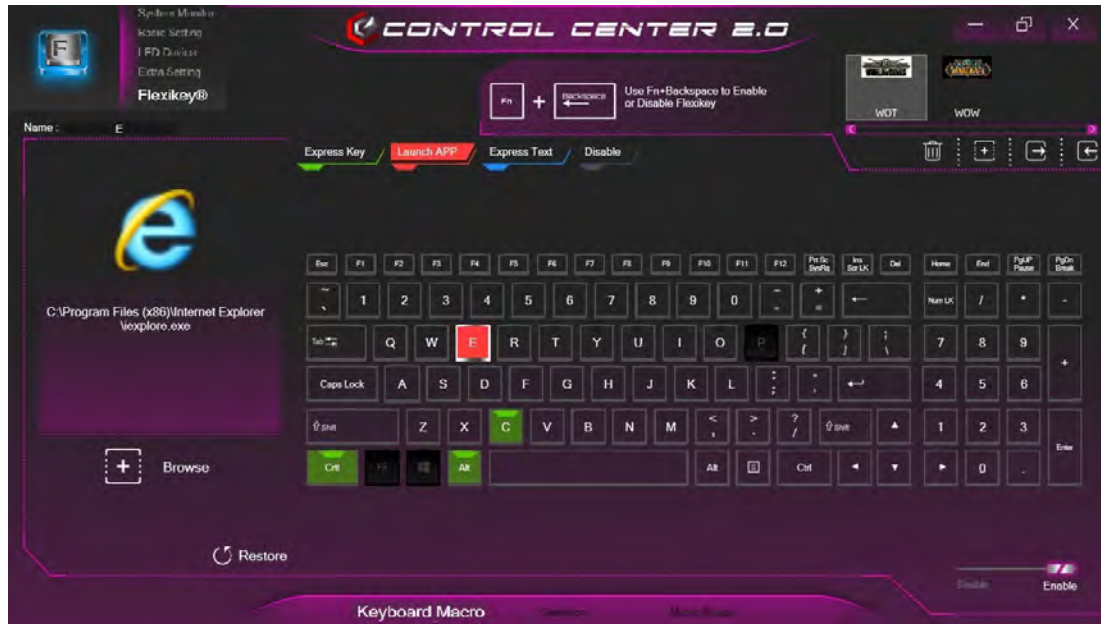 System Monitor
Basic Setting
LED Device
Extra Setting
Flexikey®
CONTROL CENTER 2.0
Fn + BACKSPACE
Use Fn+Backspace to Enable
or Disable Flexikey
WOT WOW
Name : E
Express Key Launch APP Express Text Disable
C:\Program Files (x86)\Internet Explorer
\iexplore.exe
Browse
Restore
Esc F1 F2 F3 F4 F5 F6 F7 F8 F9 F10 F11 F12 Prt Sc SysRq Ins Scr LK Del Home End PgUP Pause PgDn Break
~ ` 1 2 3 4 5 6 7 8 9 0 - - + = ← Num LK / * -
Tab Q W E R T Y U I O P { [ } ] ; \ 7 8 9 +
Caps Lock A S D F G H J K L : ; 4 5 6
⇧ Shift Z X C V B N M < , > . ? / ⇧ Shift ▲ 1 2 3 Enter
Crtl Alt Alt Ctrl ◄ ▼ ► 0 .
Disable Enable
Keyboard Macro